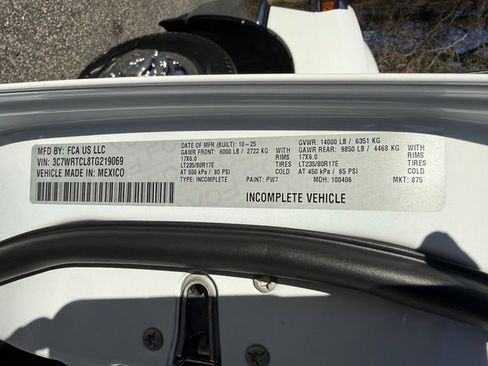 MFD BY: FCA US LLC
VIN: 3C7WRTCL8TG219069
VEHICLE MADE IN: MEXICO
DATE OF MFR (BUILT): 10-25
GAWR FRONT: 6000 LB / 2722 KG
17X6.0
LT235/80R17E
AT 550 kPa / 80 PSI
TYPE: INCOMPLETE
WITH
RIMS
TIRES
COLD
PAINT: PW7
GVWR: 14000 LB / 6351 KG
GAWR REAR: 9850 LB / 4468 KG
17X6.0
LT235/80R17E
AT 450 kPa / 65 PSI
MDH: 100406
WITH
RIMS
TIRES
COLD
MKT: 875
INCOMPLETE VEHICLE